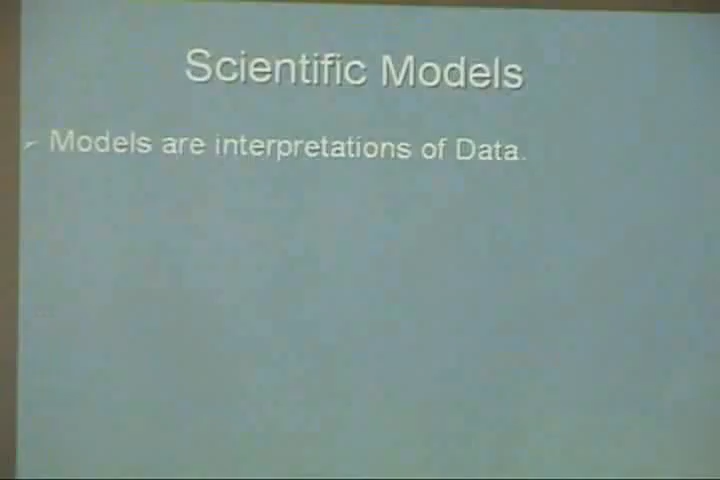 Scientific Models
Models are interpretations of Data.